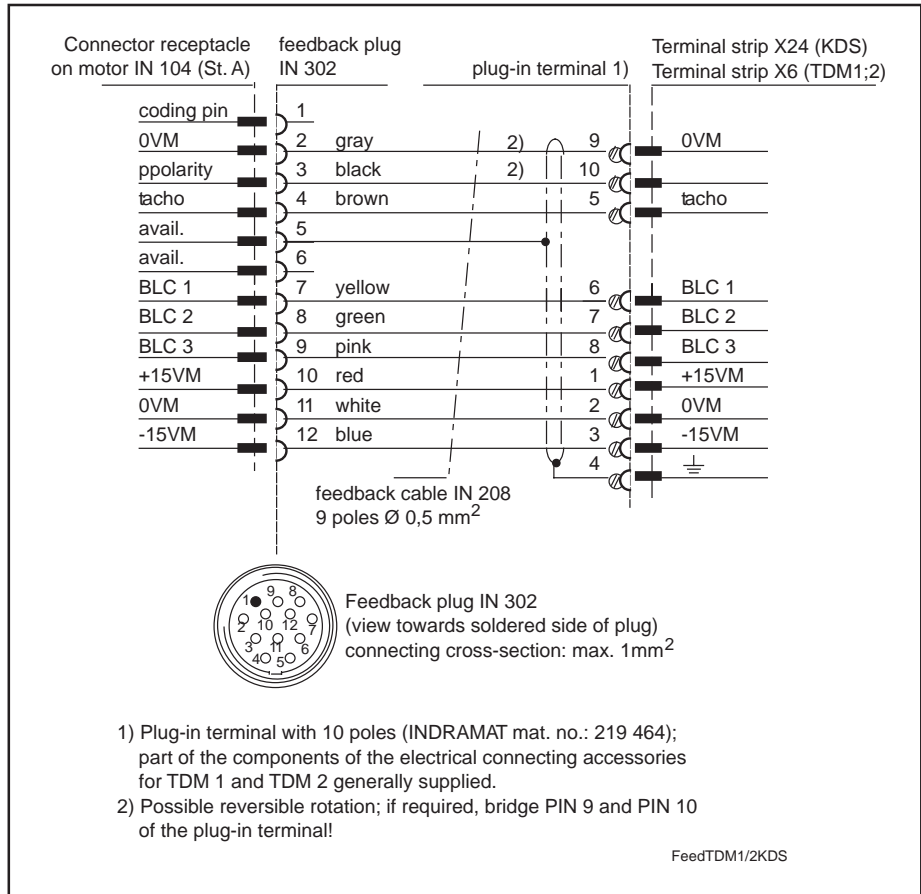 Connector receptacle
on motor IN 104 (St. A)
feedback plug
IN 302
plug-in terminal 1)
Terminal strip X24 (KDS)
Terminal strip X6 (TDM1;2)
coding pin 1
0VM 2 gray 2) 9 0VM
ppolarity 3 black 2) 10
tacho 4 brown 5 tacho
avail. 5
avail. 6
BLC 1 7 yellow 6 BLC 1
BLC 2 8 green 7 BLC 2
BLC 3 9 pink 8 BLC 3
+15VM 10 red 1 +15VM
0VM 11 white 2 0VM
-15VM 12 blue 3 -15VM
4
feedback cable IN 208
9 poles Ø 0,5 mm²
1 9 8
2 10 12 7
3 11 6
4 5
Feedback plug IN 302
(view towards soldered side of plug)
connecting cross-section: max. 1mm²
1) Plug-in terminal with 10 poles (INDRAMAT mat. no.: 219 464);
part of the components of the electrical connecting accessories
for TDM 1 and TDM 2 generally supplied.
2) Possible reversible rotation; if required, bridge PIN 9 and PIN 10
of the plug-in terminal!
FeedTDM1/2KDS